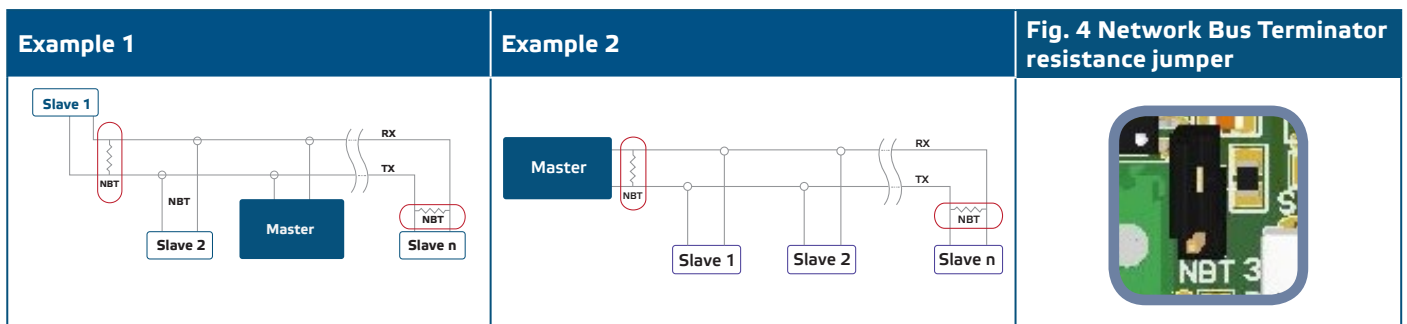 Example 1
Slave 1
RX
TX
NBT
NBT
Slave 2
Master
NBT
Slave n
Example 2
Master
RX
TX
NBT
NBT
Slave 1
Slave 2
Slave n
Fig. 4 Network Bus Terminator
resistance jumper
NBT 3